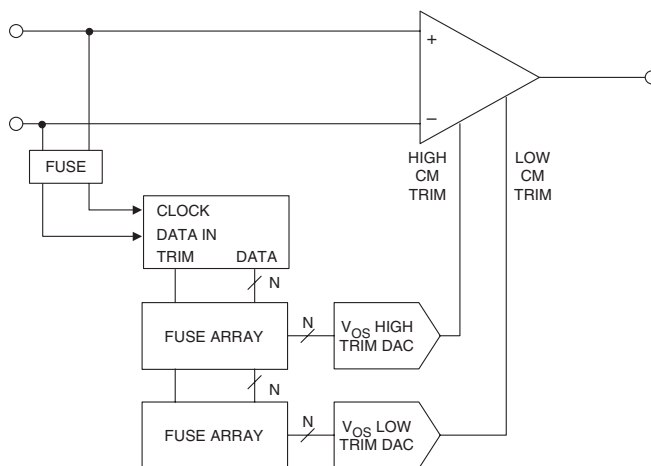 +
−
HIGH
CM
TRIM
LOW
CM
TRIM
FUSE
CLOCK
DATA IN
TRIM DATA
N
FUSE ARRAY
N
VOS HIGH
TRIM DAC
N
FUSE ARRAY
N
VOS LOW
TRIM DAC